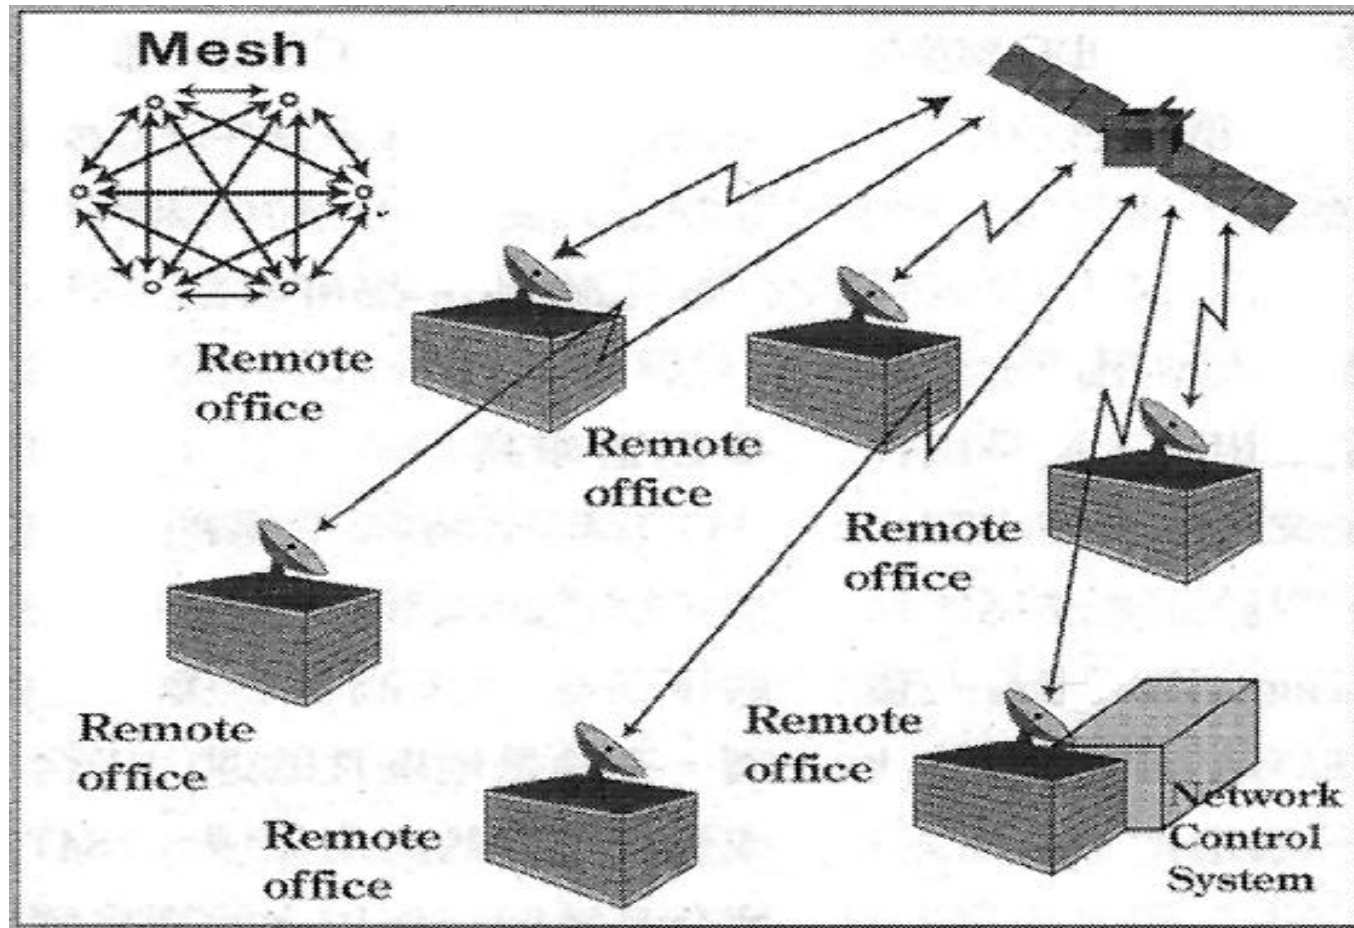 Mesh
Remote
office
Remote
office
Remote
office
Remote
office
Remote
office
Remote
office
Network
Control
System